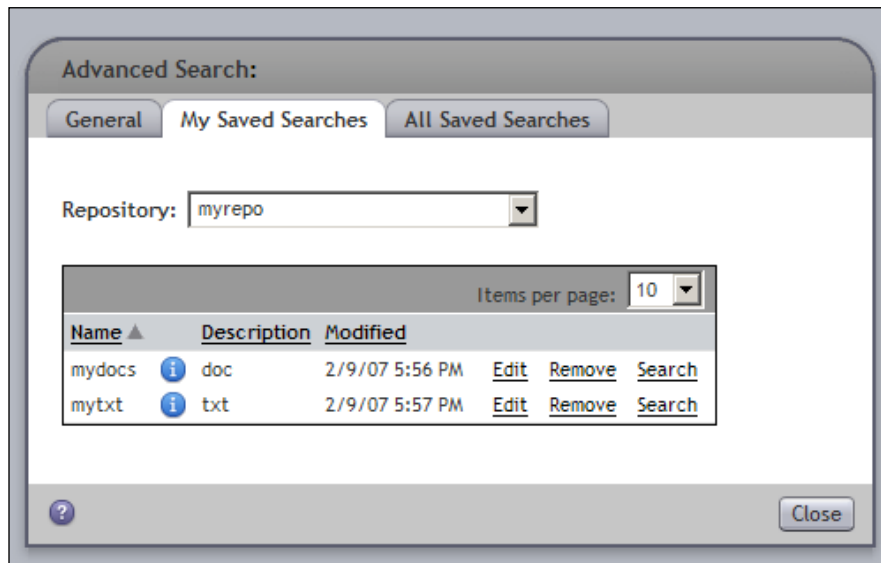 Advanced Search:
General My Saved Searches All Saved Searches
Repository: myrepo
Items per page: 10
Name Description Modified
mydocs i doc 2/9/07 5:56 PM Edit Remove Search
mytxt i txt 2/9/07 5:57 PM Edit Remove Search
? Close